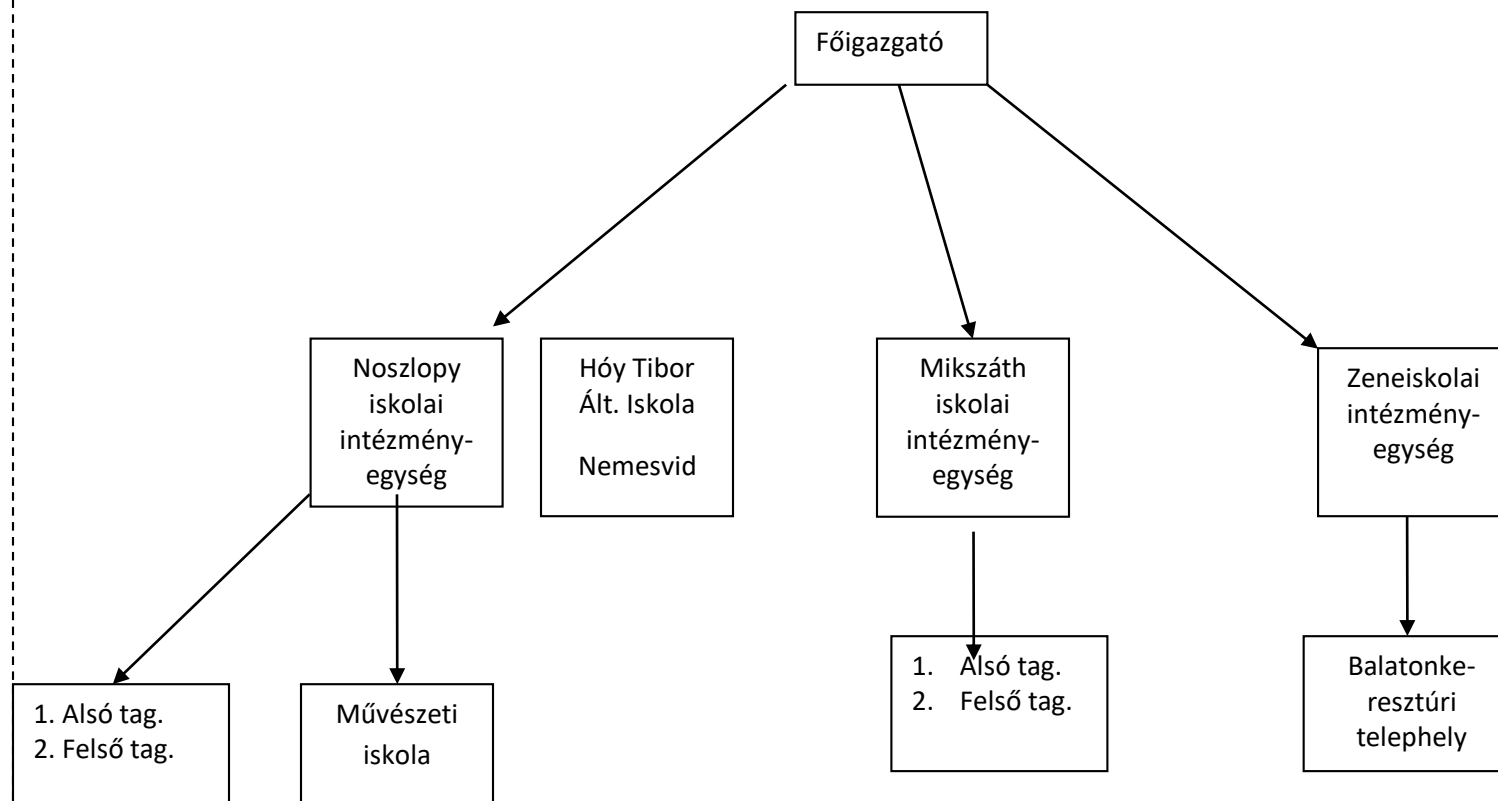 Főigazgató
Noszlopy
iskolai
intézmény-
egység
Hóy Tibor
Ált. Iskola
Nemesvid
Mikszáth
iskolai
intézmény-
egység
Zeneiskolai
intézmény-
egység
1. Alsó tag.
2. Felső tag.
Művészeti
iskola
1. Alsó tag.
2. Felső tag.
Balatonke-
resztúri
telephely